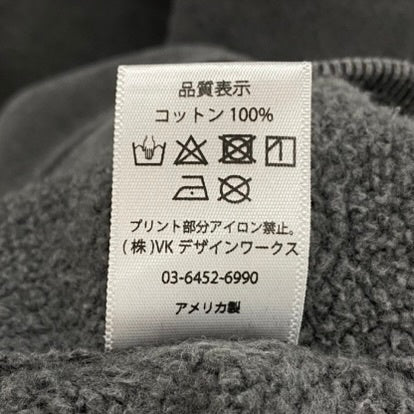 品質表示
コットン 100%
プリント部分アイロン禁止。
(株)VK デザインワークス
03-6452-6990
アメリカ製